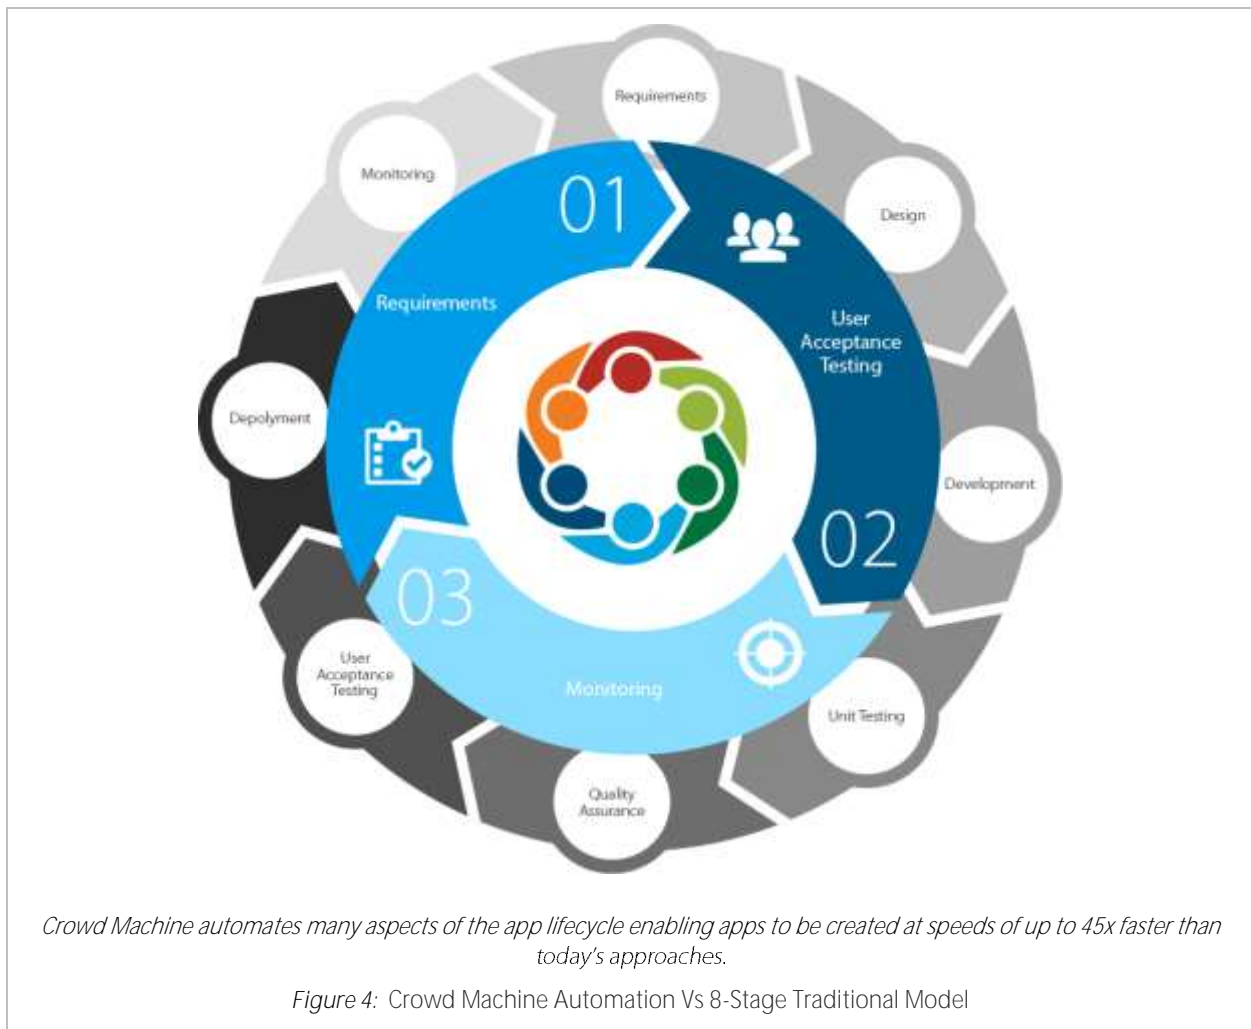 Requirements
Monitoring
Design
Depolyment
Development
User
Acceptance
Testing
Unit Testing
Quality
Assurance
01
Requirements
User
Acceptance
Testing
02
03
Monitoring
Crowd Machine automates many aspects of the app lifecycle enabling apps to be created at speeds of up to 45x faster than
today's approaches.
Figure 4: Crowd Machine Automation Vs 8-Stage Traditional Model